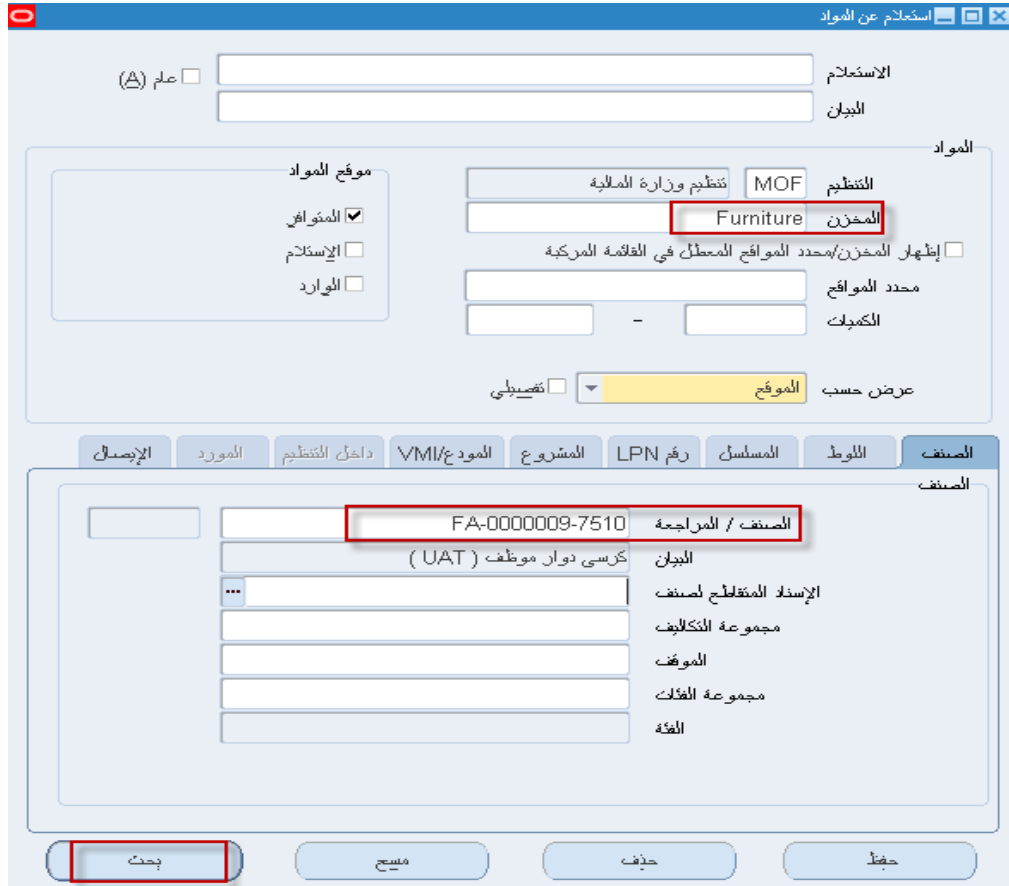 استعلام عن المواد
الاستعلام
عام (A)
البيان
المواد
التنظيم MOF تنظيم وزارة المالية
المخزن Furniture
إظهار المخزن/محدد المواقع المعطل في القائمة المركبة
محدد المواقع
الكميات –
موقع المواد
المتوافر
الإستلام
الوارد
عرض حسب الموقع تفصيلي
الصنف اللوط المسلسل رقم LPN المشروع المودع/VMI داخل التنظيم المورد الإيصال
الصنف
الصنف / المراجعة FA-0000009-7510
البيان كرسى دوار موظف ( UAT )
الإسناد المتقاطع لصنف
مجموعة التكاليف
الموقف
مجموعة الفئات
الفئة
حفظ حذف مسح بحث